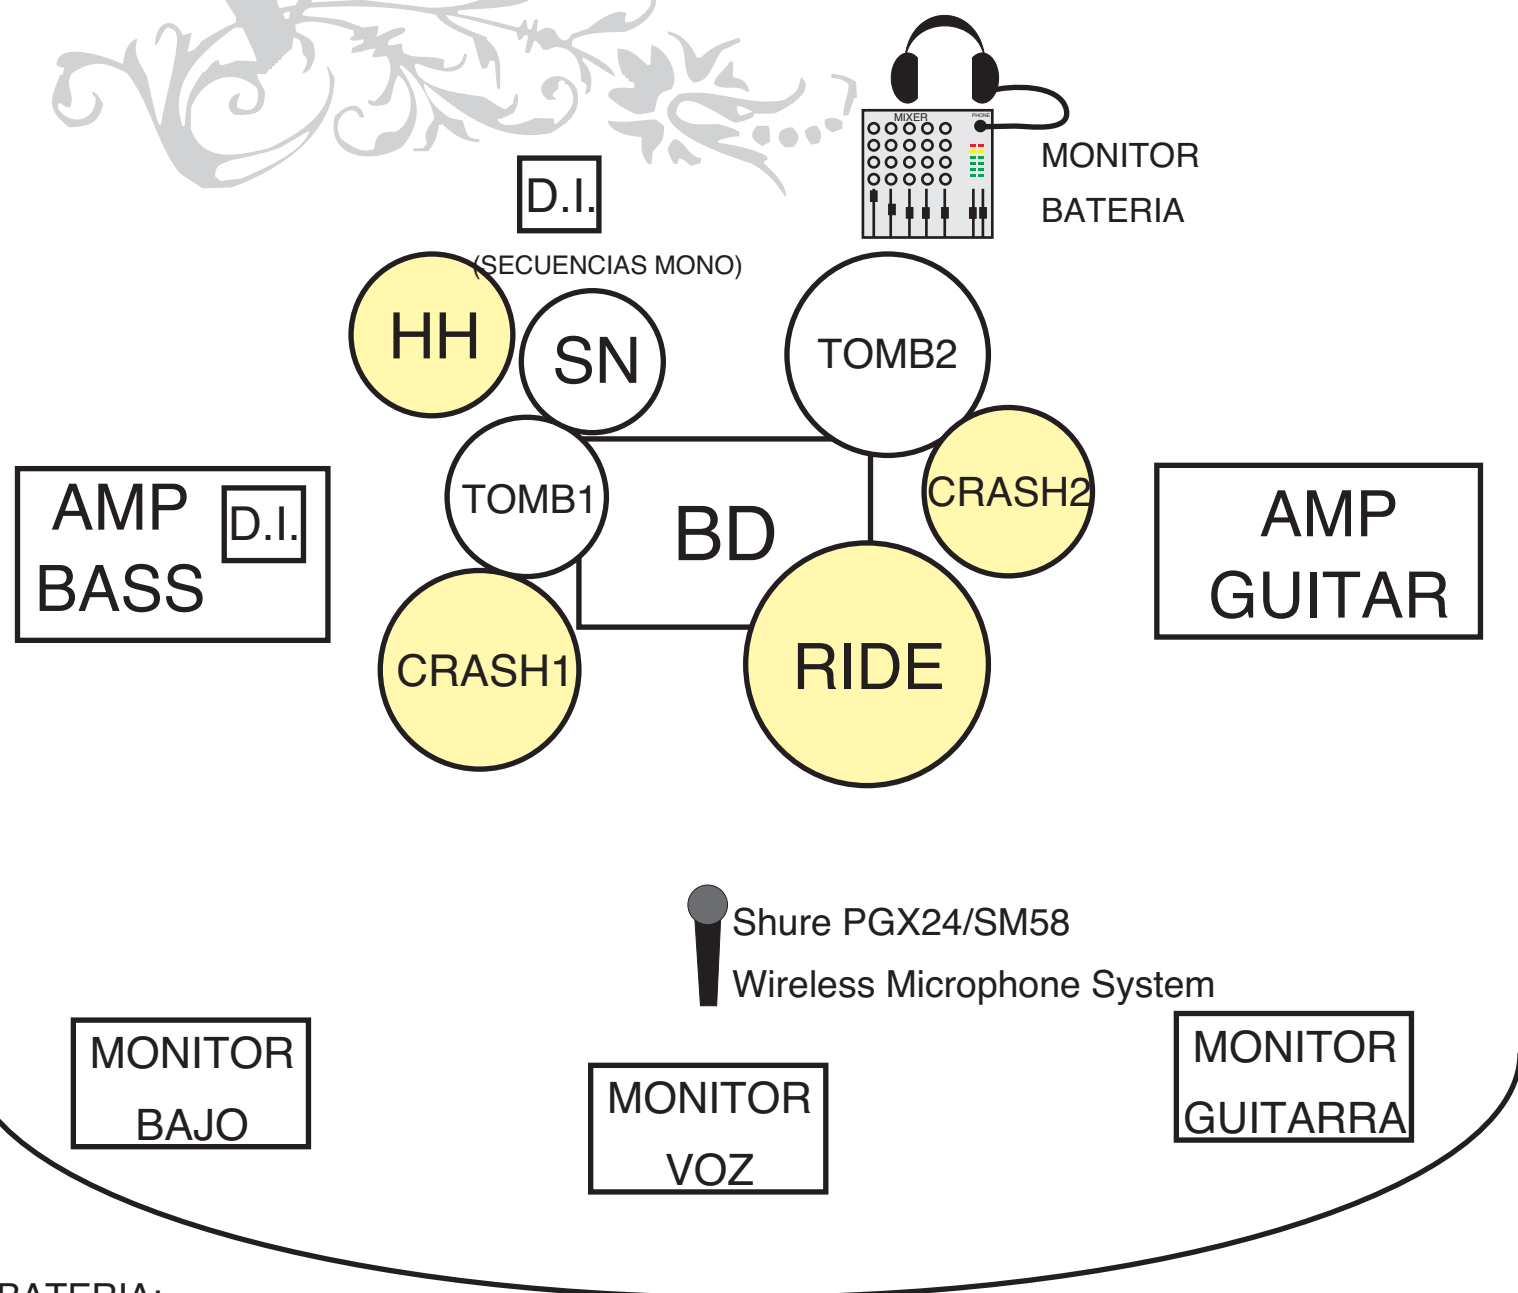 MIXER
PHONE
MONITOR
BATERIA
D.I.
(SECUENCIAS MONO)
HH
SN
TOMB2
TOMB1
BD
CRASH2
AMP
BASS
D.I.
AMP
GUITAR
CRASH1
RIDE
Shure PGX24/SM58
Wireless Microphone System
MONITOR
BAJO
MONITOR
VOZ
MONITOR
GUITARRA
BATERIA: